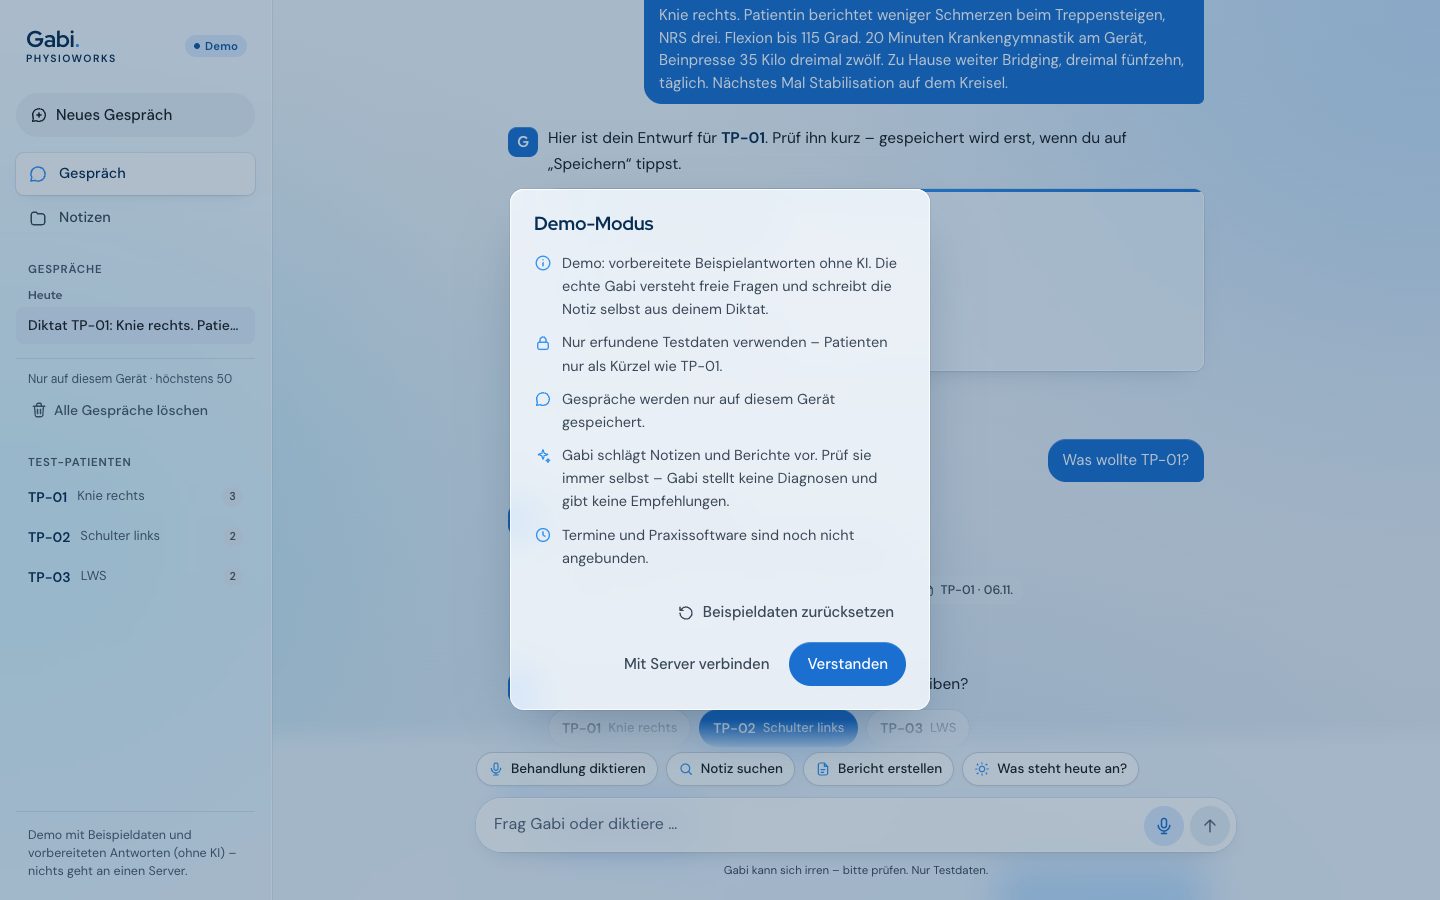 Gabi.
PHYSIOWORKS
Demo
Neues Gespräch
Gespräch
Notizen
GESPRÄCHE
Heute
Diktat TP-01: Knie rechts. Patie...
Nur auf diesem Gerät · höchstens 50
Alle Gespräche löschen
TEST-PATIENTEN
TP-01 Knie rechts 3
TP-02 Schulter links 2
TP-03 LWS 2
Demo mit Beispieldaten und
vorbereiteten Antworten (ohne KI) –
nichts geht an einen Server.
Knie rechts. Patientin berichtet weniger Schmerzen beim Treppensteigen,
NRS drei. Flexion bis 115 Grad. 20 Minuten Krankengymnastik am Gerät,
Beinpresse 35 Kilo dreimal zwölf. Zu Hause weiter Bridging, dreimal fünfzehn,
täglich. Nächstes Mal Stabilisation auf dem Kreisel.
G
Hier ist dein Entwurf für TP-01. Prüf ihn kurz – gespeichert wird erst, wenn du auf
„Speichern“ tippst.
Demo-Modus
Demo: vorbereitete Beispielantworten ohne KI. Die
echte Gabi versteht freie Fragen und schreibt die
Notiz selbst aus deinem Diktat.
Nur erfundene Testdaten verwenden – Patienten
nur als Kürzel wie TP-01.
Gespräche werden nur auf diesem Gerät
gespeichert.
Gabi schlägt Notizen und Berichte vor. Prüf sie
immer selbst – Gabi stellt keine Diagnosen und
gibt keine Empfehlungen.
Termine und Praxissoftware sind noch nicht
angebunden.
Beispieldaten zurücksetzen
Mit Server verbinden
Verstanden
Was wollte TP-01?
TP-01 · 06.11.
iben?
TP-01 Knie rechts
TP-02 Schulter links
TP-03 LWS
Behandlung diktieren
Notiz suchen
Bericht erstellen
Was steht heute an?
Frag Gabi oder diktiere ...
Gabi kann sich irren – bitte prüfen. Nur Testdaten.